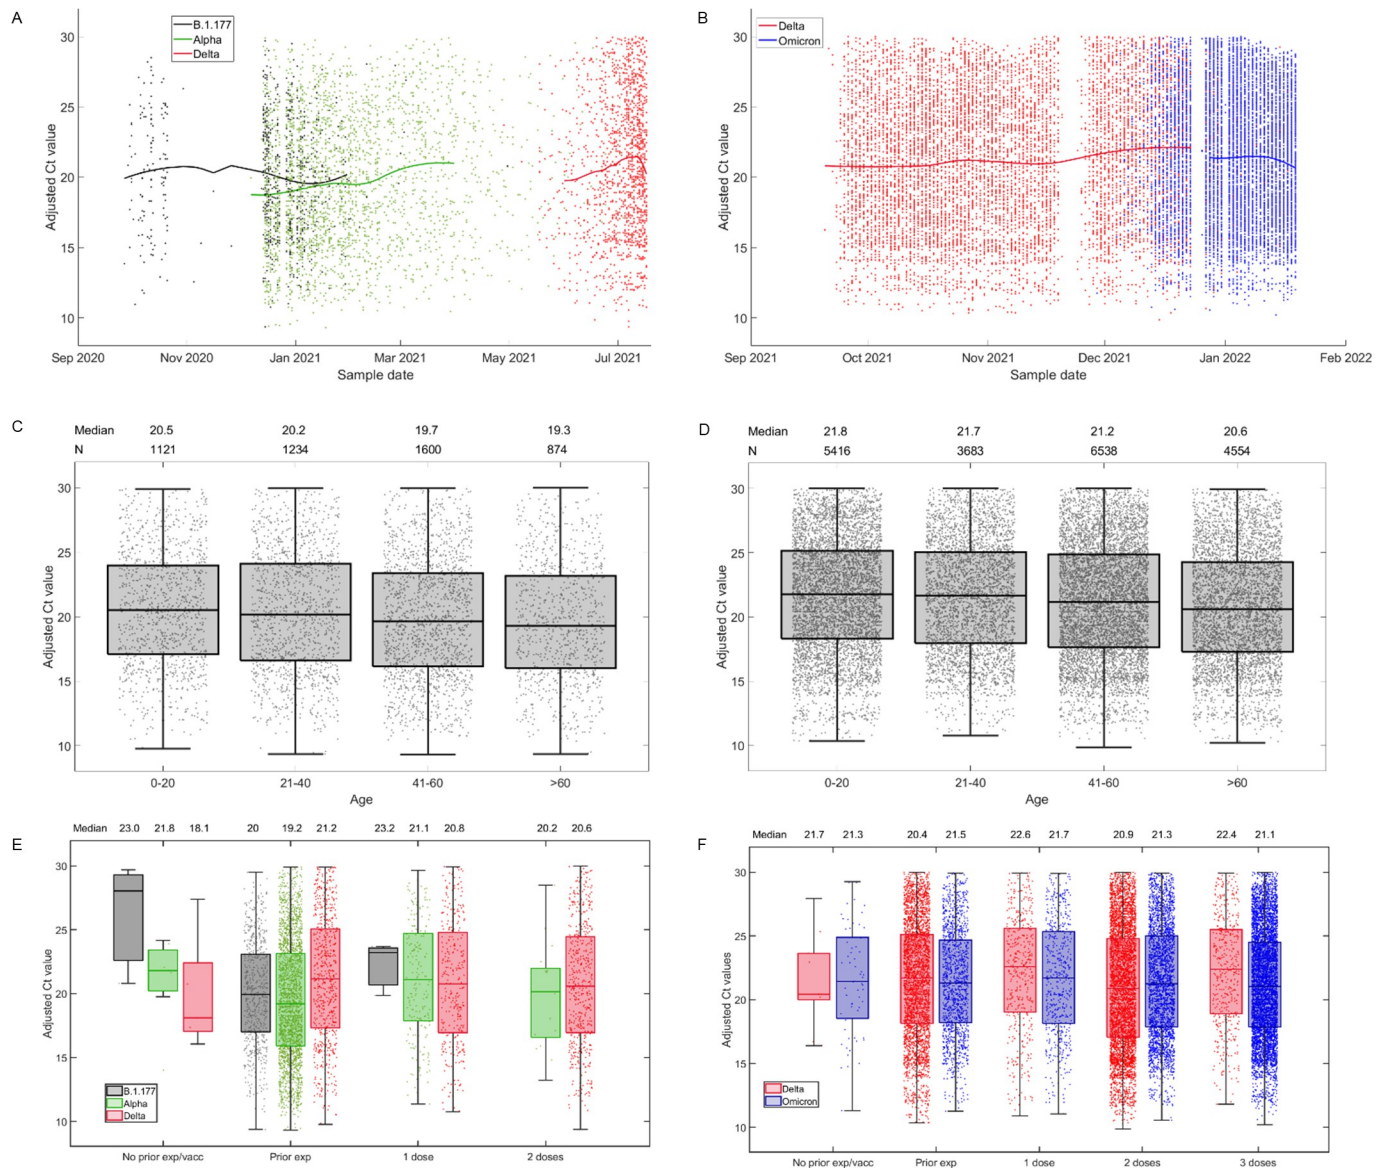 A
B.1.177
Alpha
Delta
30
25
20
15
10
Adjusted Ct value
Sep 2020
Nov 2020
Jan 2021
Mar 2021
May 2021
Jul 2021
Sample date
B
Delta
Omicron
30
25
20
15
10
Adjusted Ct value
Sep 2021
Oct 2021
Nov 2021
Dec 2021
Jan 2022
Feb 2022
Sample date
C
Median 20.5 20.2 19.7 19.3
N 1121 1234 1600 874
30
25
20
15
10
Adjusted Ct value
0-20 21-40 41-60 >60
Age
D
Median 21.8 21.7 21.2 20.6
N 5416 3683 6538 4554
30
25
20
15
10
Adjusted Ct value
0-20 21-40 41-60 >60
Age
E
Median 23.0 21.8 18.1 20 19.2 21.2 23.2 21.1 20.8 20.2 20.6
30
25
20
15
10
Adjusted Ct value
B.1.177
Alpha
Delta
No prior exp/vacc Prior exp 1 dose 2 doses
F
Median 21.7 21.3 20.4 21.5 22.6 21.7 20.9 21.3 22.4 21.1
30
25
20
15
10
Adjusted Ct values
Delta
Omicron
No prior exp/vacc Prior exp 1 dose 2 doses 3 doses